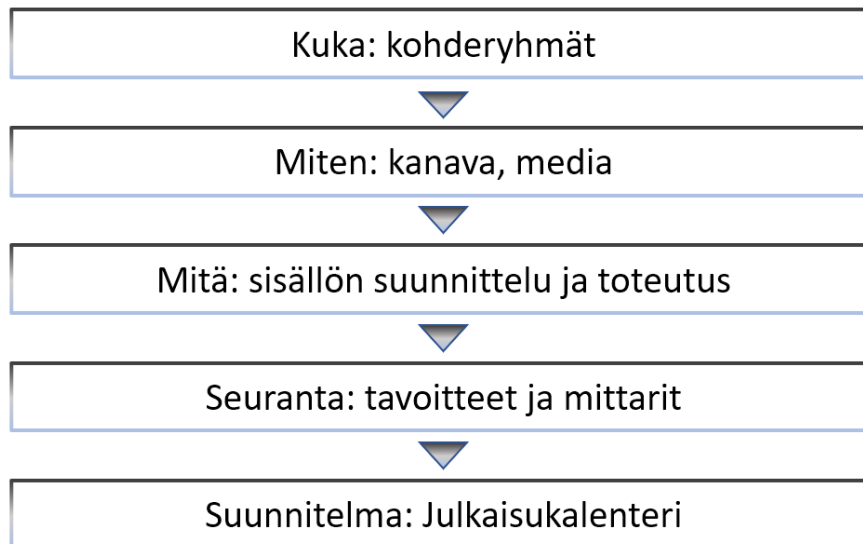 Kuka: kohderyhmät
Miten: kanava, media
Mitä: sisällön suunnittelu ja toteutus
Seuranta: tavoitteet ja mittarit
Suunnitelma: Julkaisukalenteri